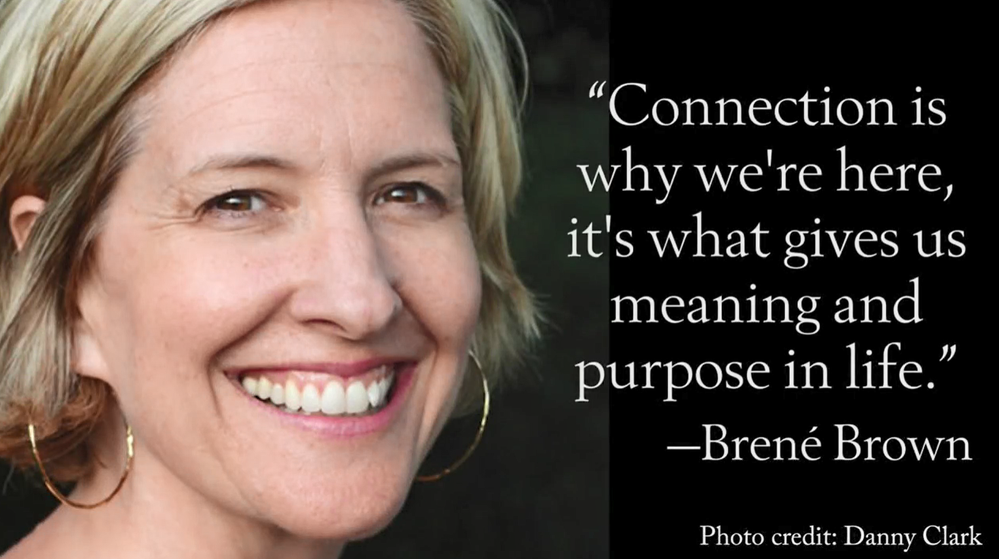 “Connection is
why we're here,
it's what gives us
meaning and
purpose in life.”
—Brené Brown
Photo credit: Danny Clark